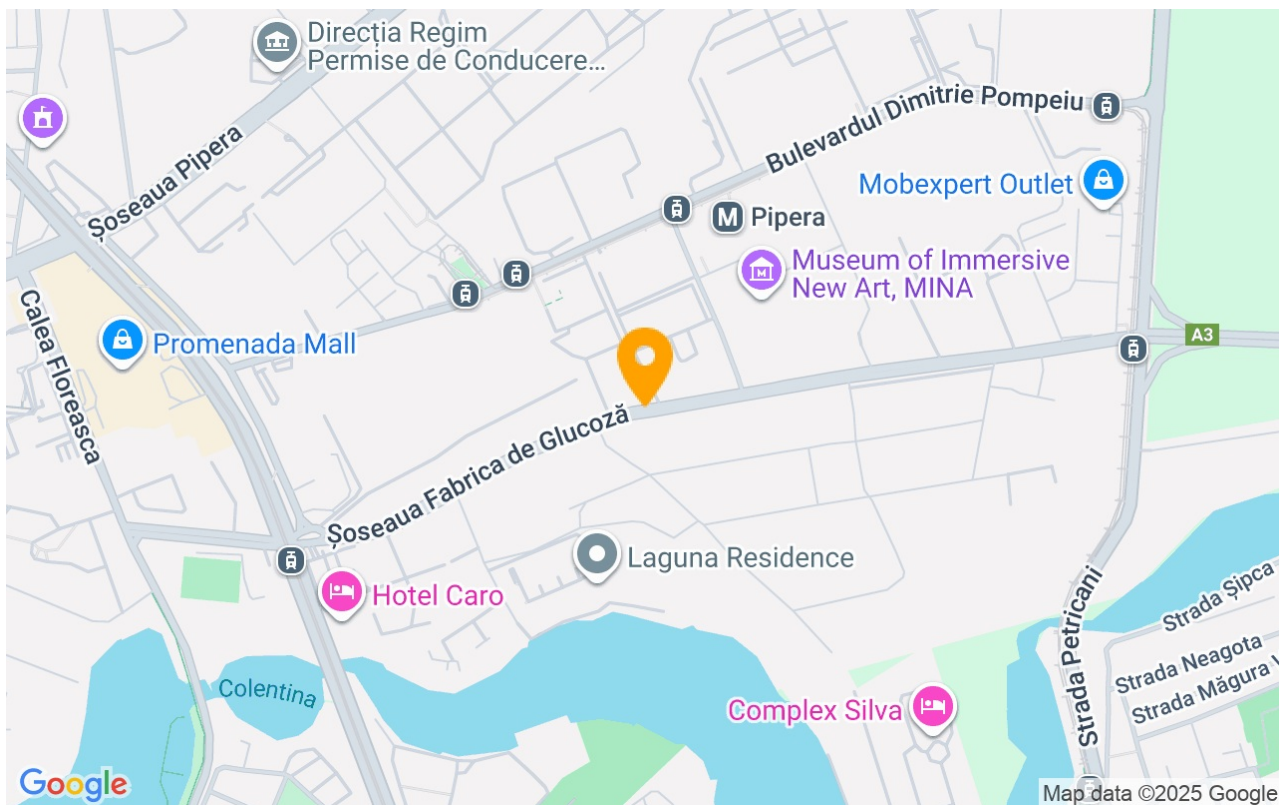 Direcția Regim
Permise de Conducere...
Șoseaua Pipera
Bulevardul Dimitrie Pompeiu
Mobexpert Outlet
M Pipera
Museum of Immersive
New Art, MINA
Calea Floreasca
Promenada Mall
A3
Șoseaua Fabrica de Glucoză
Laguna Residence
Hotel Caro
Strada Petricani
Strada Șipca
Strada Neagota
Strada Măgura V
Colentina
Complex Silva
Google
Map data ©2025 Google